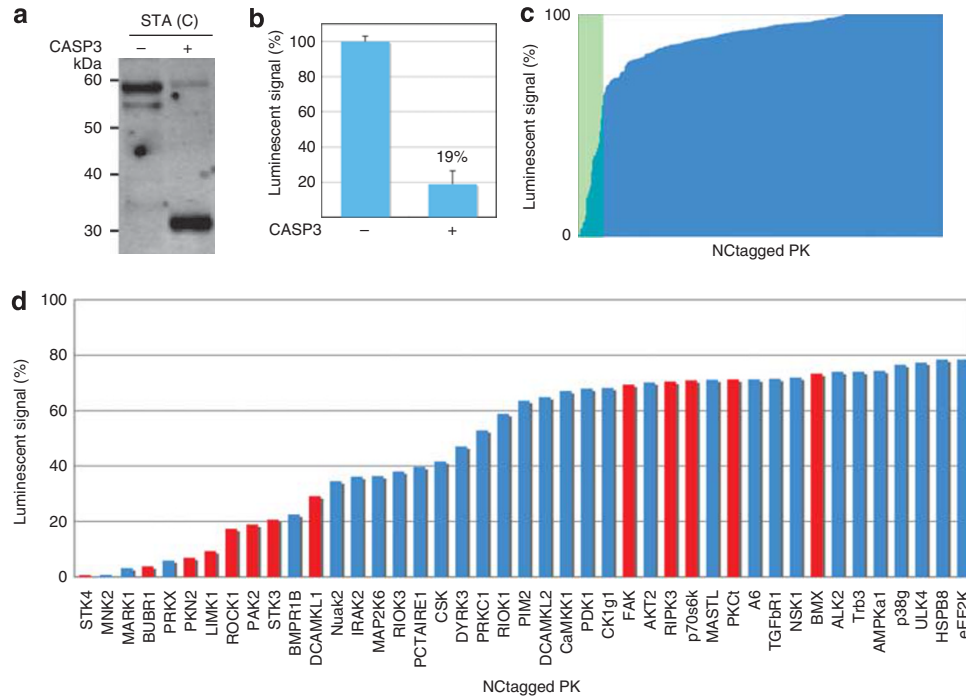 a
STA (C)
CASP3 – +
kDa
60
50
40
30
b
Luminescent signal (%)
100
80
60
40
20
19%
CASP3 – +
c
Luminescent signal (%)
100
0
NCtagged PK
d
Luminescent signal (%)
100
80
60
40
20
0
STK4
MNK2
MARK1
BUBR1
PRKX
PKN2
LIMK1
ROCK1
PAK2
STK3
BMPR1B
DCAMKL1
Nuak2
IRAK2
MAP2K6
RIOK3
PCTAIRE1
CSK
DYRK3
PRKC1
RIOK1
PIM2
DCAMKL2
CaMKK1
PDK1
CK1g1
FAK
AKT2
RIPK3
p70s6k
MASTL
PKCt
A6
TGFbR1
NSK1
BMX
ALK2
Trb3
AMPKa1
p38g
ULK4
HSPB8
eEF2K
NCtagged PK